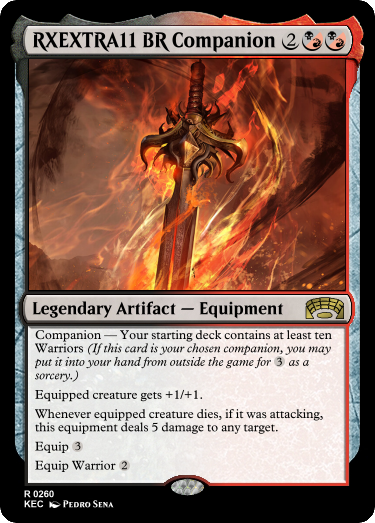 RXEXTRA11 BR Companion 2
Legendary Artifact — Equipment
Companion — Your starting deck contains at least ten
Warriors (If this card is your chosen companion, you may
put it into your hand from outside the game for 3 as a
sorcery.)
Equipped creature gets +1/+1.
Whenever equipped creature dies, if it was attacking,
this equipment deals 5 damage to any target.
Equip 3
Equip Warrior 2
R 0260
KEC Pedro Sena